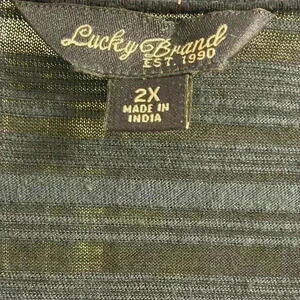 Lucky Brand
EST. 1990
2X
MADE IN
INDIA